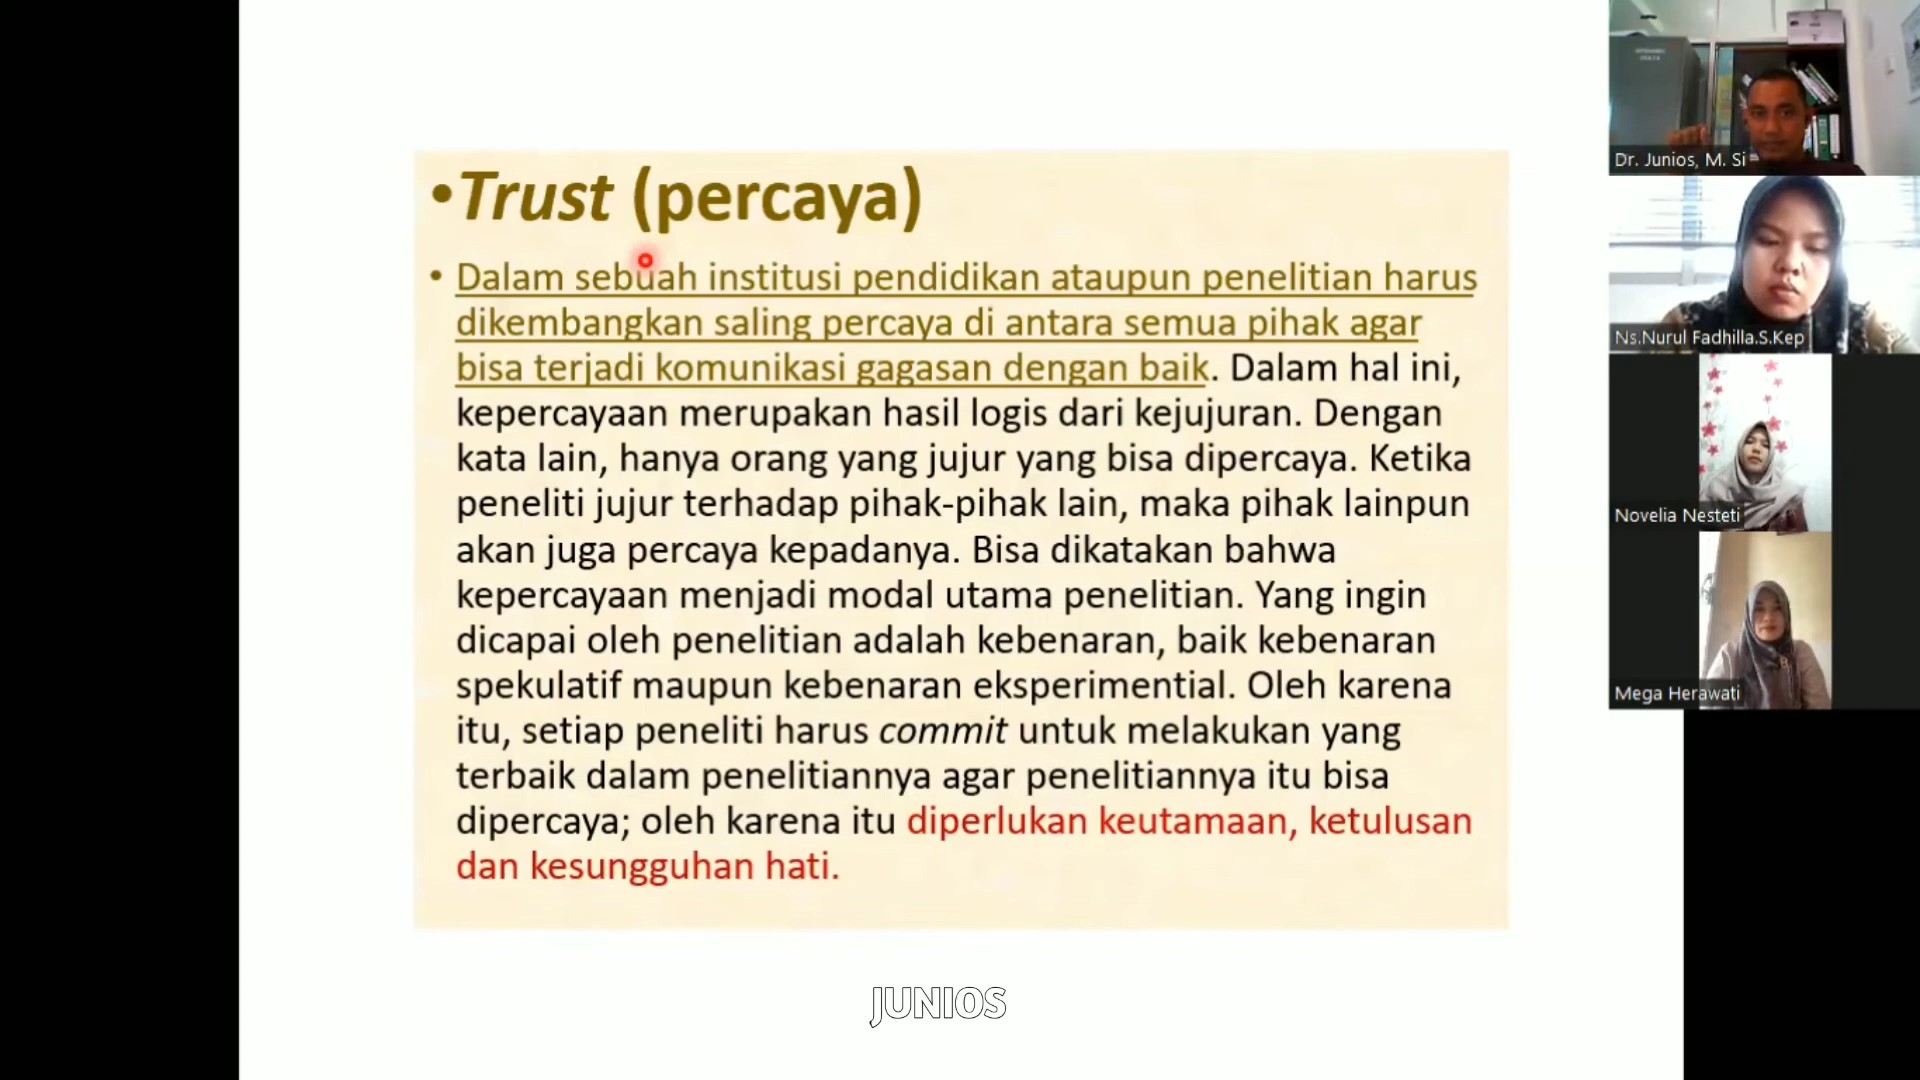 •Trust (percaya)
• Dalam sebuah institusi pendidikan ataupun penelitian harus
dikembangkan saling percaya di antara semua pihak agar
bisa terjadi komunikasi gagasan dengan baik. Dalam hal ini,
kepercayaan merupakan hasil logis dari kejujuran. Dengan
kata lain, hanya orang yang jujur yang bisa dipercaya. Ketika
peneliti jujur terhadap pihak-pihak lain, maka pihak lainpun
akan juga percaya kepadanya. Bisa dikatakan bahwa
kepercayaan menjadi modal utama penelitian. Yang ingin
dicapai oleh penelitian adalah kebenaran, baik kebenaran
spekulatif maupun kebenaran eksperimential. Oleh karena
itu, setiap peneliti harus commit untuk melakukan yang
terbaik dalam penelitiannya agar penelitiannya itu bisa
dipercaya; oleh karena itu diperlukan keutamaan, ketulusan
dan kesungguhan hati.
JUNIOS
Dr. Junios, M. Si
Ns.Nurul Fadhilla.S.Kep
Novelia Nesteti
Mega Herawati